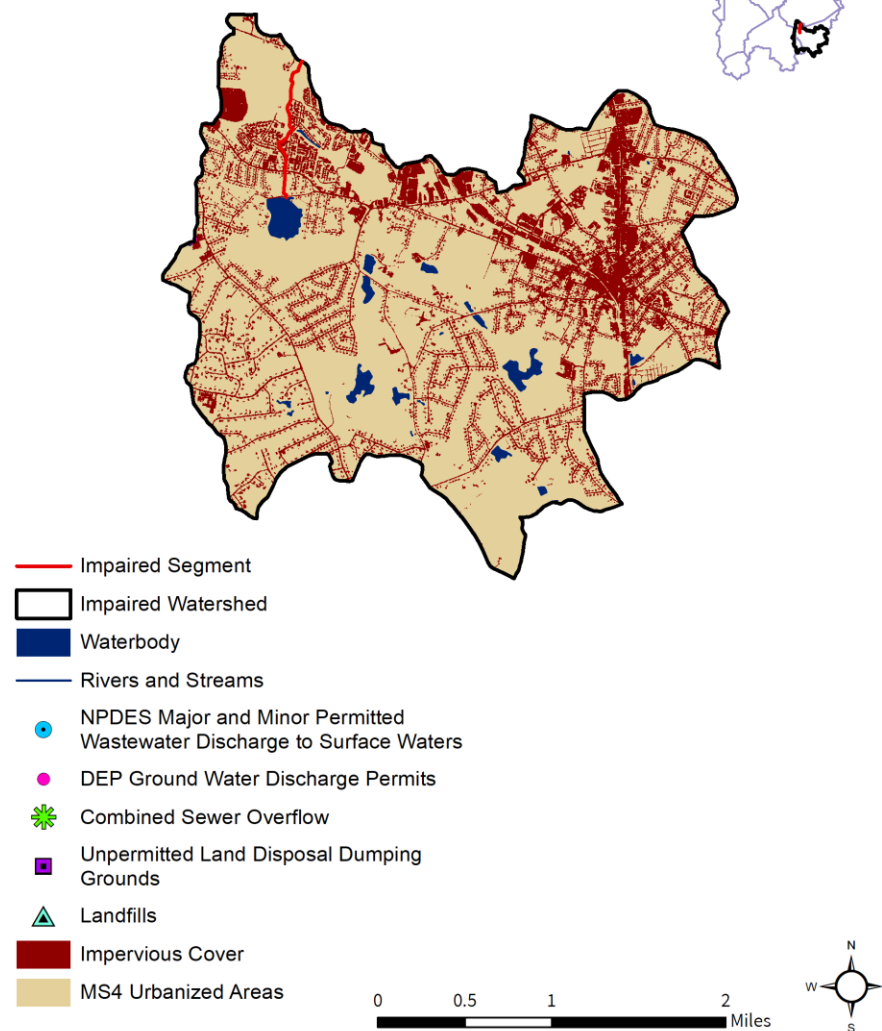 Impaired Segment
Impaired Watershed
Waterbody
Rivers and Streams
NPDES Major and Minor Permitted
Wastewater Discharge to Surface Waters
DEP Ground Water Discharge Permits
Combined Sewer Overflow
Unpermitted Land Disposal Dumping
Grounds
Landfills
Impervious Cover
MS4 Urbanized Areas
0 0.5 1 2
Miles
N
W
S